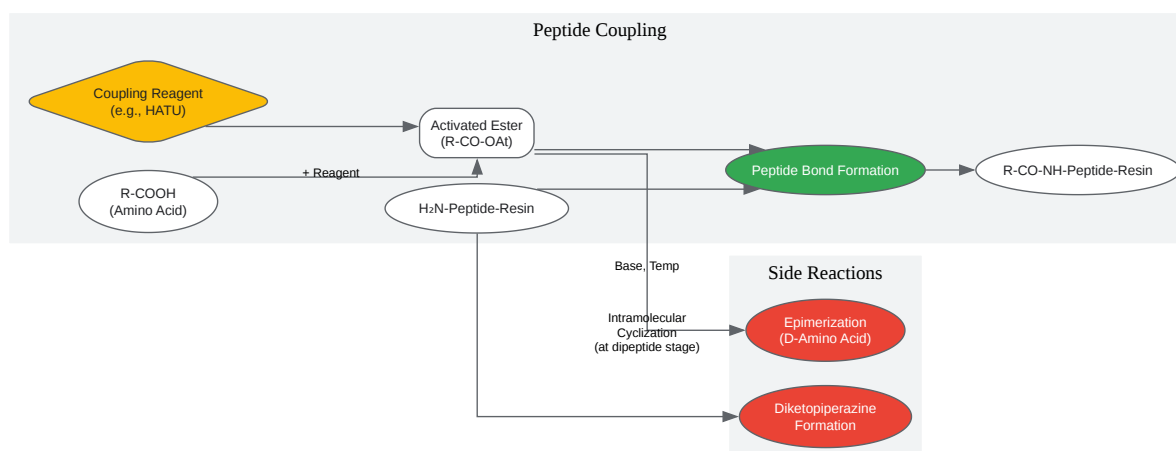 Peptide Coupling
Coupling Reagent
(e.g., HATU)
Activated Ester
(R-CO-OAt)
Peptide Bond Formation
R-CO-NH-Peptide-Resin
+ Reagent
R-COOH
(Amino Acid)
H₂N-Peptide-Resin
Base, Temp
Side Reactions
Intramolecular
Cyclization
(at dipeptide stage)
Epimerization
(D-Amino Acid)
Diketopiperazine
Formation